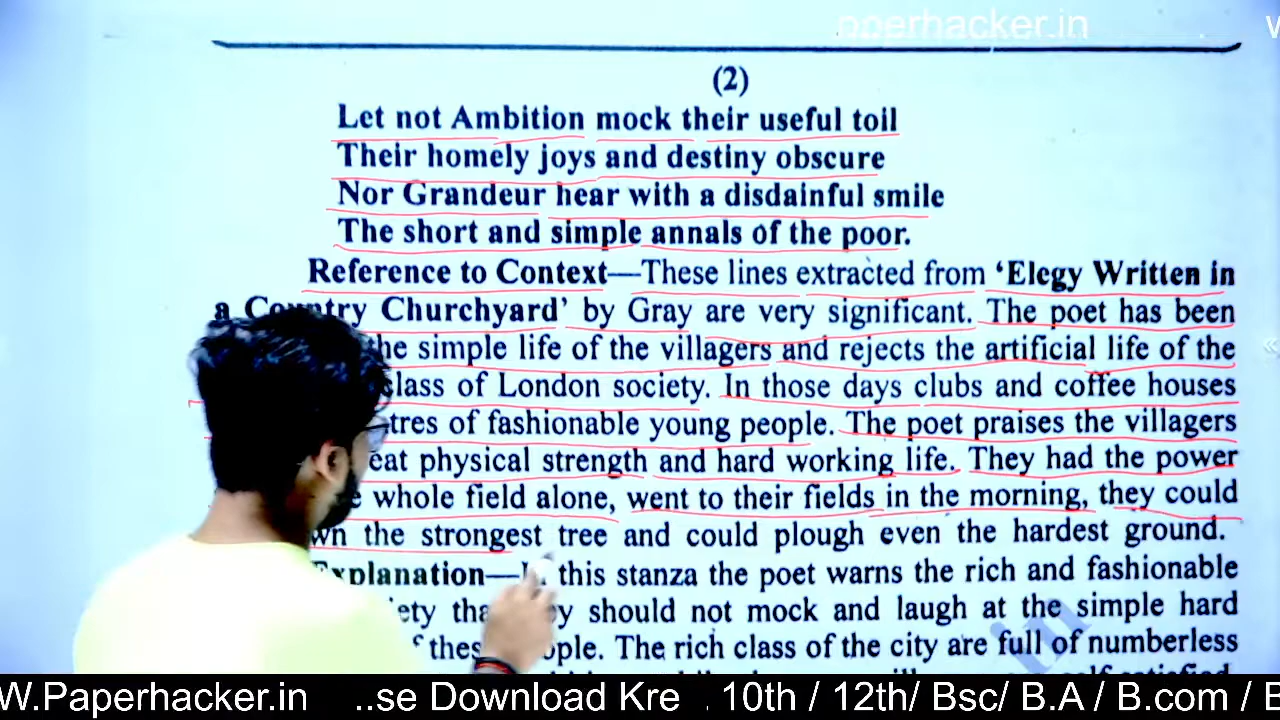 pperhacker.in
W
(2)
Let not Ambition mock their useful toil
Their homely joys and destiny obscure
Nor Grandeur hear with a disdainful smile
The short and simple annals of the poor.
Reference to Context—These lines extracted from ‘Elegy Written in
a Country Churchyard’ by Gray are very significant. The poet has been
the simple life of the villagers and rejects the artificial life of the
class of London society. In those days clubs and coffee houses
tres of fashionable young people. The poet praises the villagers
eat physical strength and hard working life. They had the power
whole field alone, went to their fields in the morning, they could
wn the strongest tree and could plough even the hardest ground.
Explanation—In this stanza the poet warns the rich and fashionable
iety that they should not mock and laugh at the simple hard
of these people. The rich class of the city are full of numberless
in
W.Paperhacker.in ..se Download Kre . 10th / 12th/ Bsc/ B.A / B.com /